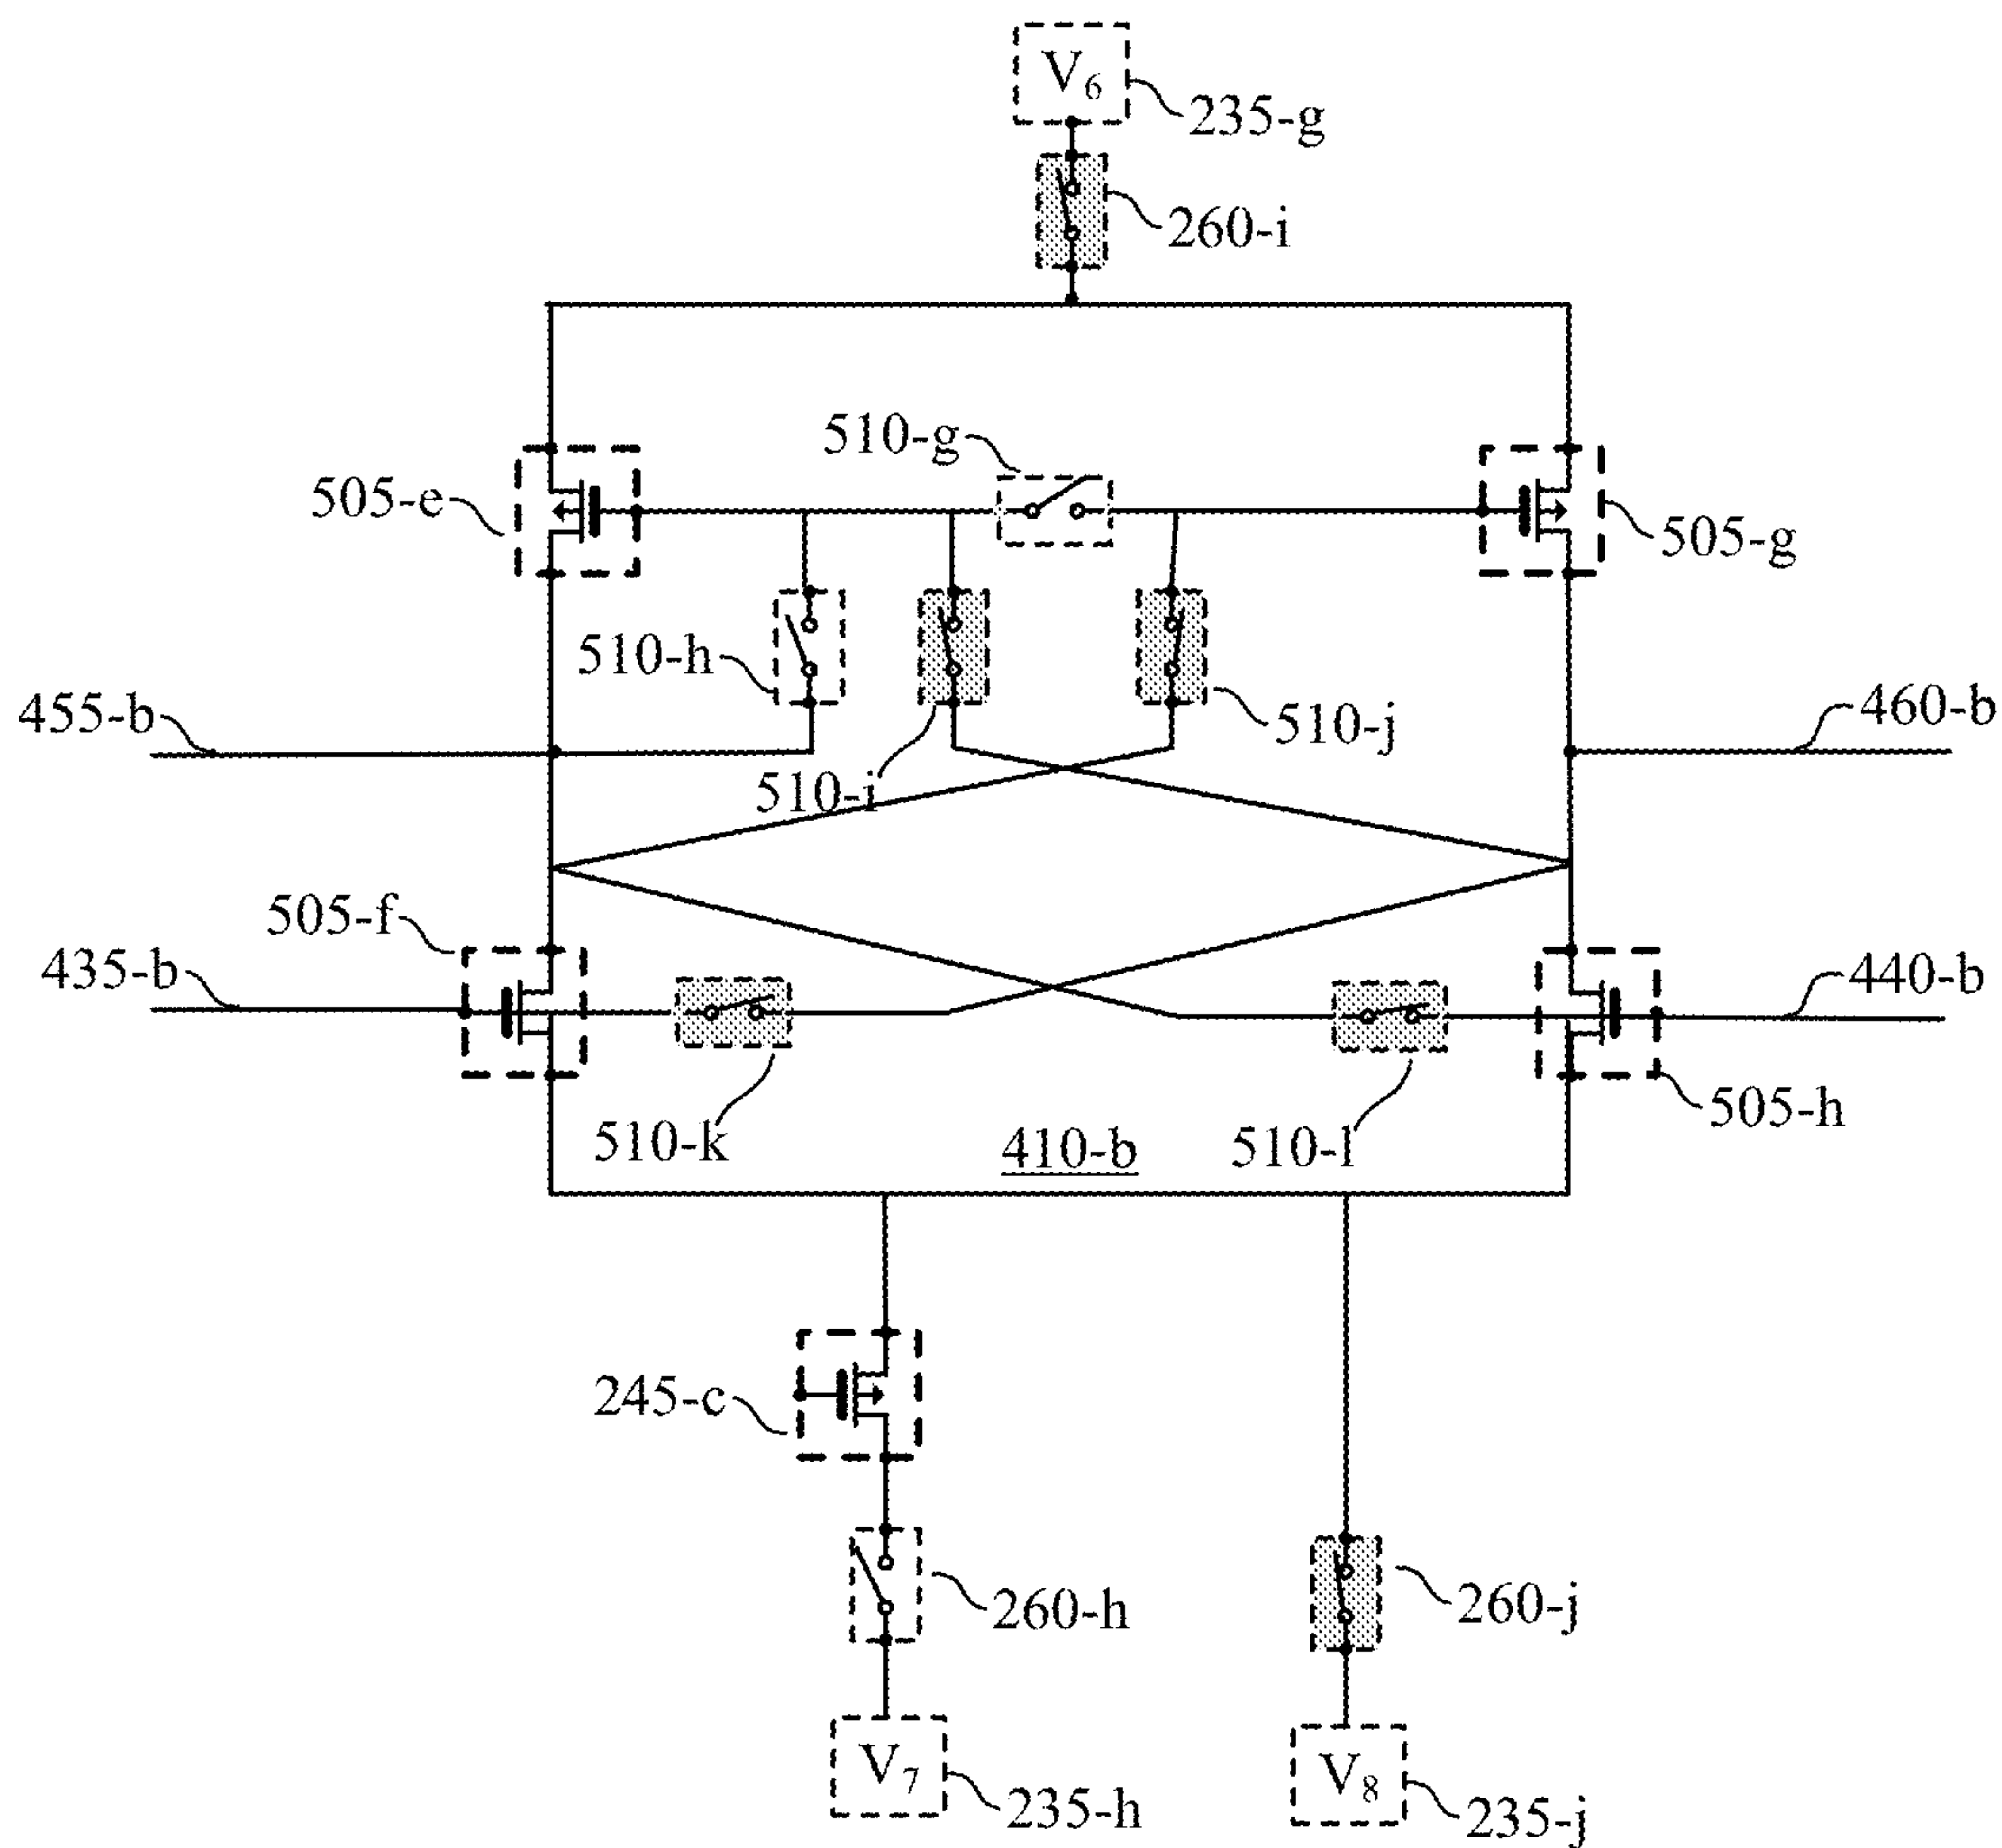 V₆
235-g
260-i
510-g
505-e
505-g
510-h
455-b
510-j
460-b
510-i
505-f
435-b
440-b
510-k
410-b
510-l
505-h
245-c
260-h
260-j
V₇
V₈
235-h
235-j